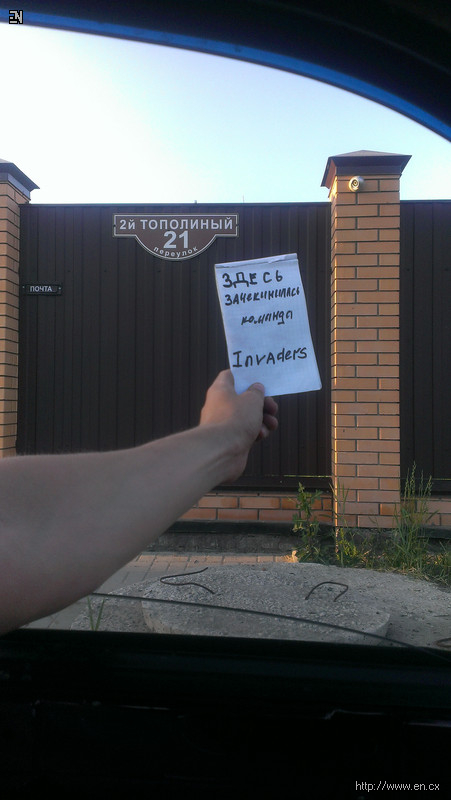 EN
2й ТОПОЛИНЫЙ
21
переулок
ПОЧТА
ЗДЕСЬ
ЗАЧЕКИНИЛАСЬ
команда
Invaders
http://www.en.cx